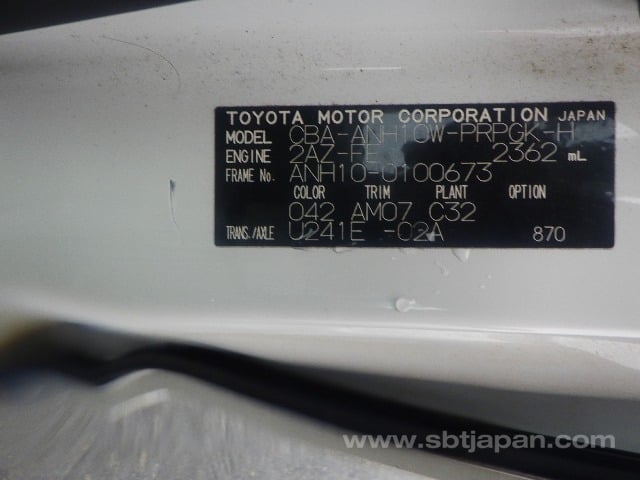 TOYOTA MOTOR CORPORATION JAPAN
MODEL CBA-ANH10W-PRPGK-H
ENGINE 2AZ-FE 2362 mL
FRAME No. ANH10-0100673
COLOR TRIM PLANT OPTION
042 AM07 C32
TRANS./AXLE U241E -02A 870
www.sbtjapan.com